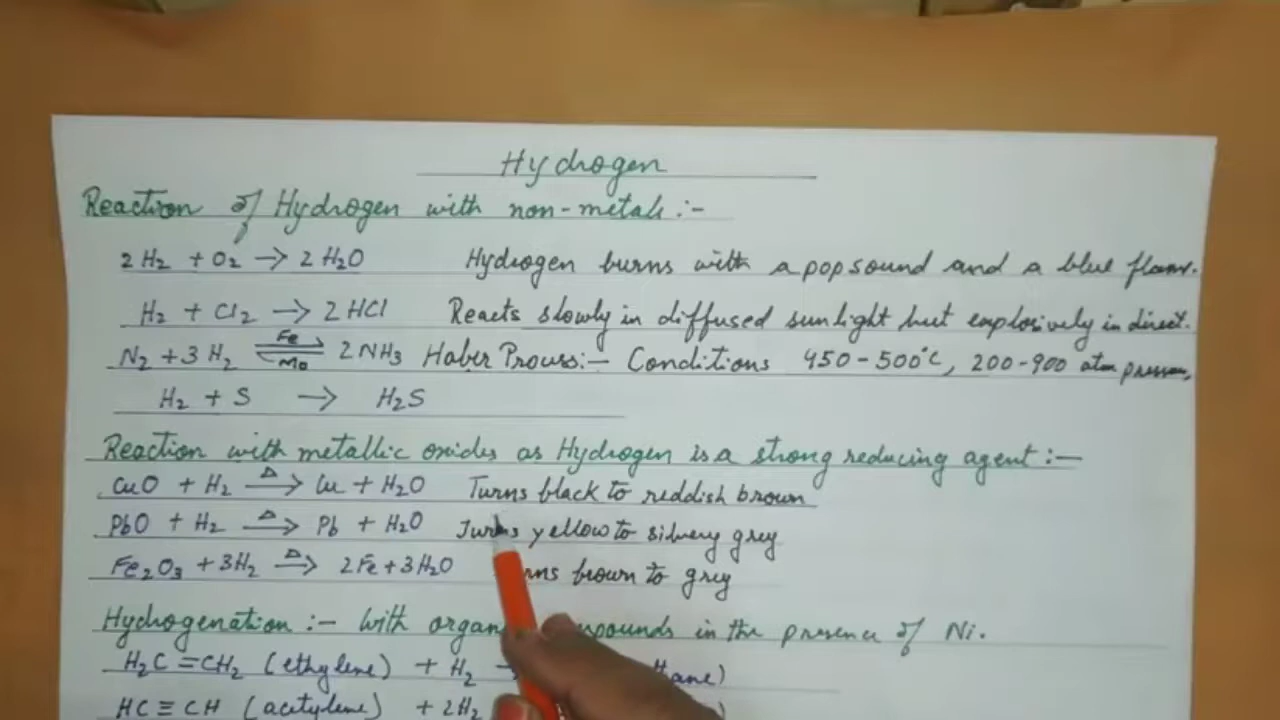 Hydrogen
Reaction of Hydrogen with non-metals :-
2H₂ + O₂ → 2H₂O Hydrogen burns with a pop sound and a blue flame.
H₂ + Cl₂ → 2HCl Reacts slowly in diffused sunlight but explosively in direct.
N₂ + 3H₂ Fe ⇌ Mo 2NH₃ Haber Process :- Conditions 450-500°C, 200-900 atm pressure,
H₂ + S → H₂S
Reaction with metallic oxides as Hydrogen is a strong reducing agent :-
CuO + H₂ △→ Cu + H₂O Turns black to reddish brown
PbO + H₂ △→ Pb + H₂O Turns yellow to silvery grey
Fe₂O₃ + 3H₂ △→ 2Fe + 3H₂O brown to grey
Hydrogenation :- With in the presence of Ni.
H₂C=CH₂ (ethylene) + H₂
HC≡CH (acetylene) + 2H₂